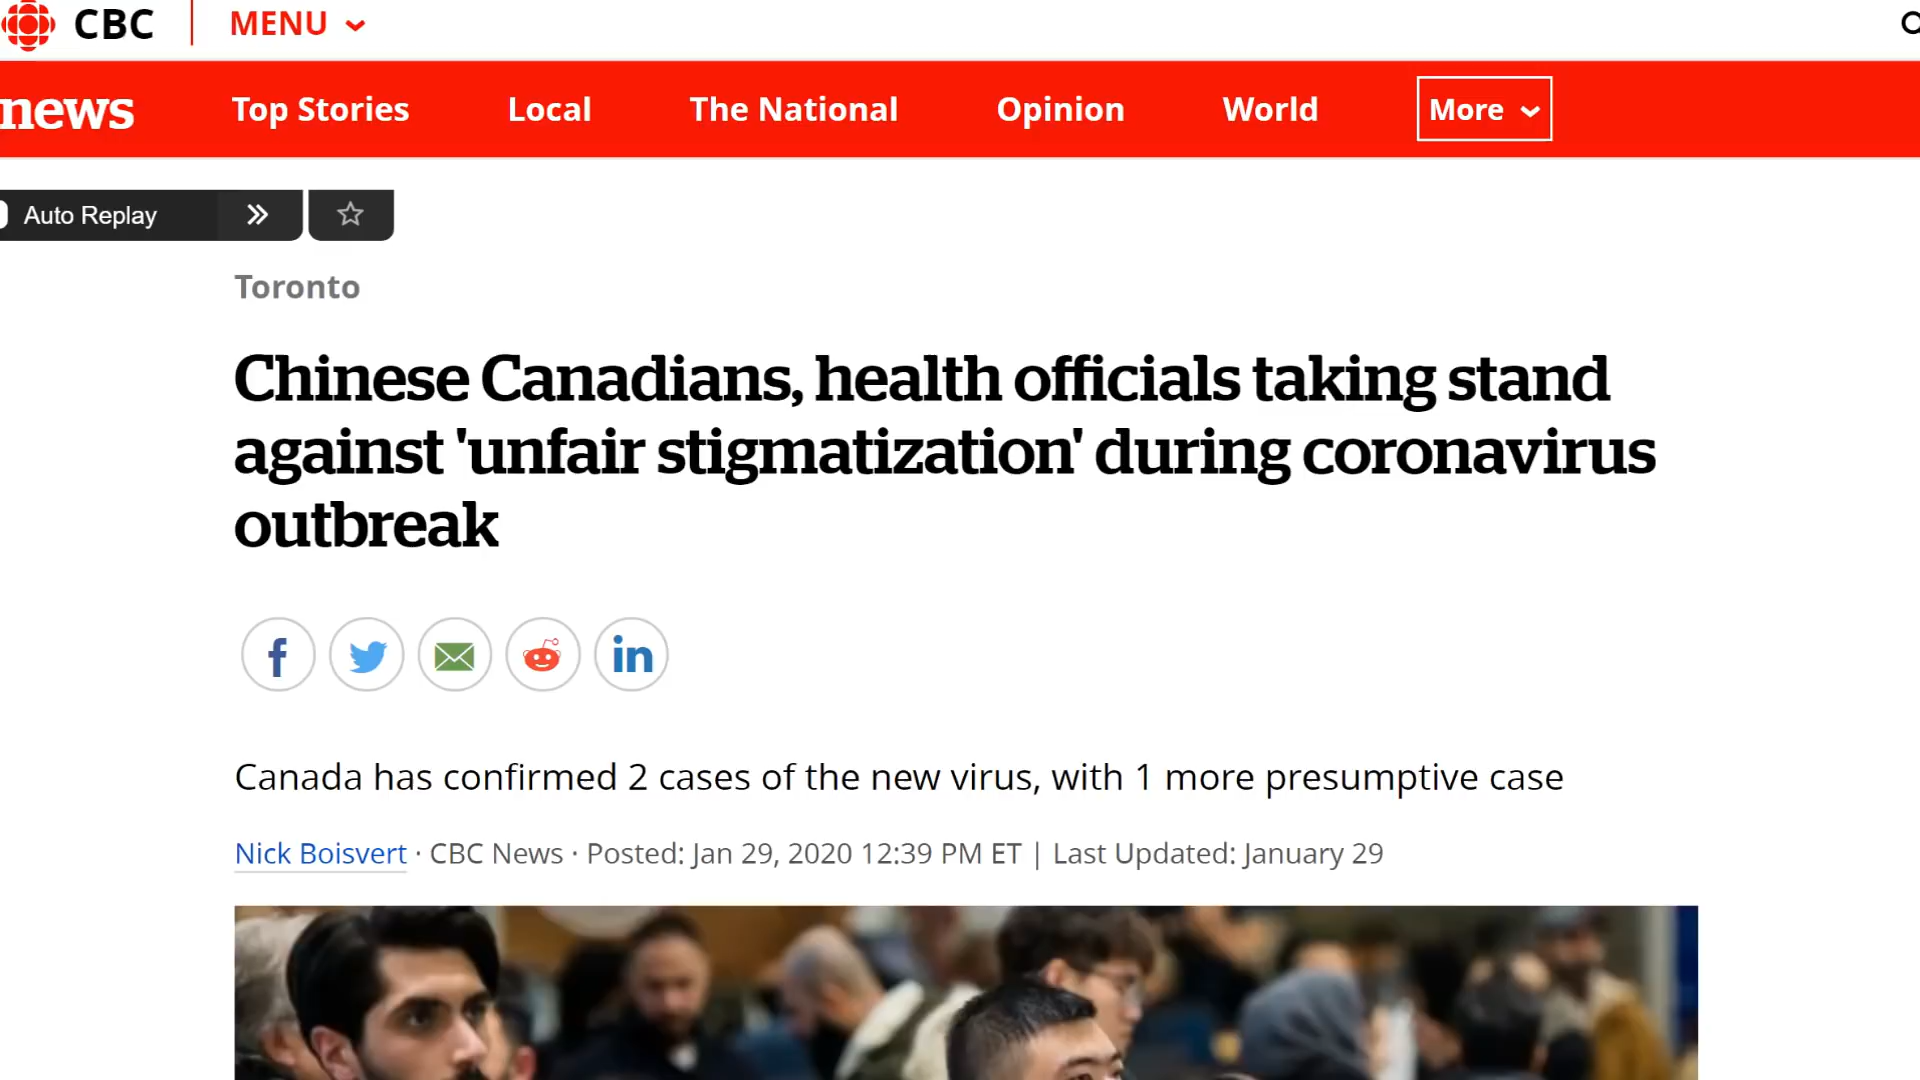 CBC MENU
news Top Stories Local The National Opinion World More
Auto Replay
Toronto
Chinese Canadians, health officials taking stand
against 'unfair stigmatization' during coronavirus
outbreak
f in
Canada has confirmed 2 cases of the new virus, with 1 more presumptive case
Nick Boisvert · CBC News · Posted: Jan 29, 2020 12:39 PM ET | Last Updated: January 29